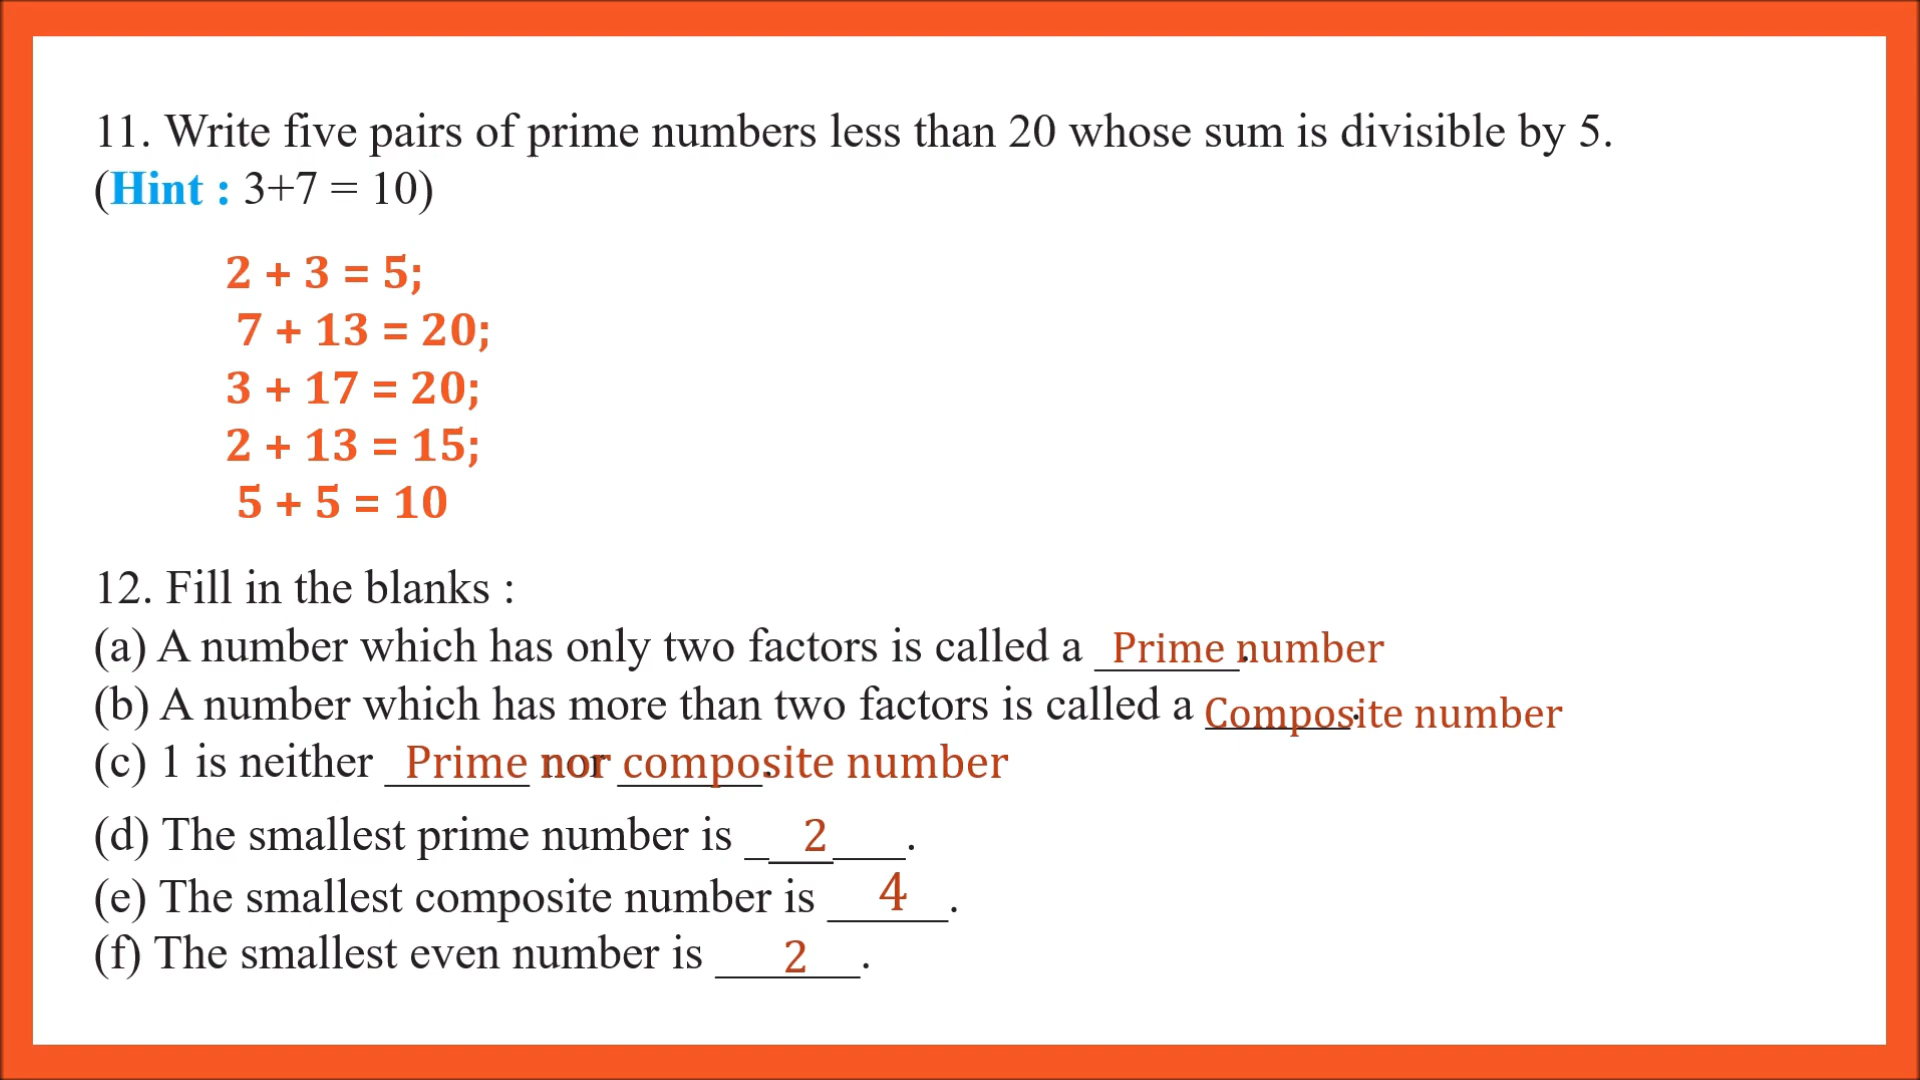 11. Write five pairs of prime numbers less than 20 whose sum is divisible by 5.
(Hint : 3+7 = 10)
2 + 3 = 5;
7 + 13 = 20;
3 + 17 = 20;
2 + 13 = 15;
5 + 5 = 10
12. Fill in the blanks :
(a) A number which has only two factors is called a Prime number.
(b) A number which has more than two factors is called a Composite number.
(c) 1 is neither Prime nor composite number.
(d) The smallest prime number is __2____.
(e) The smallest composite number is __4__.
(f) The smallest even number is __2__.